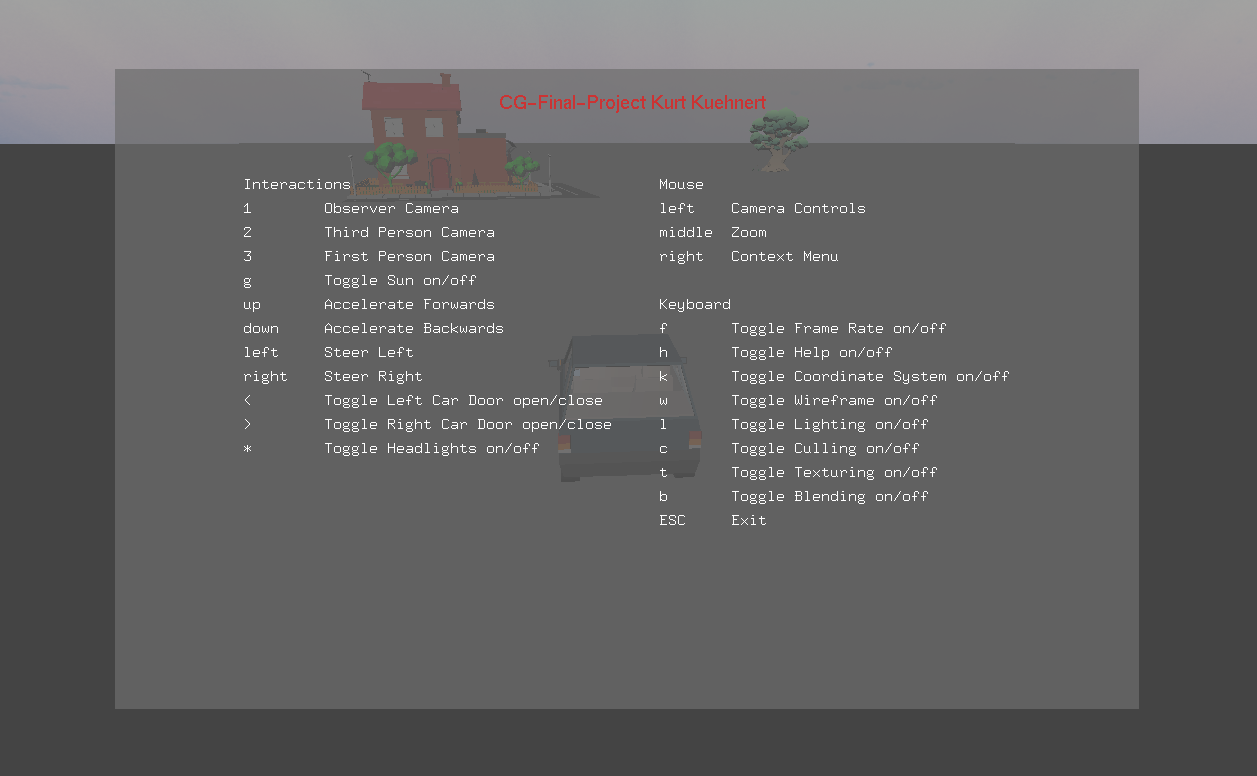 CG-Final-Project Kurt Kuehnert
Interactions
1 Observer Camera
2 Third Person Camera
3 First Person Camera
g Toggle Sun on/off
up Accelerate Forwards
down Accelerate Backwards
left Steer Left
right Steer Right
< Toggle Left Car Door open/close
> Toggle Right Car Door open/close
* Toggle Headlights on/off
Mouse
left Camera Controls
middle Zoom
right Context Menu
Keyboard
f Toggle Frame Rate on/off
h Toggle Help on/off
k Toggle Coordinate System on/off
w Toggle Wireframe on/off
l Toggle Lighting on/off
c Toggle Culling on/off
t Toggle Texturing on/off
b Toggle Blending on/off
ESC Exit